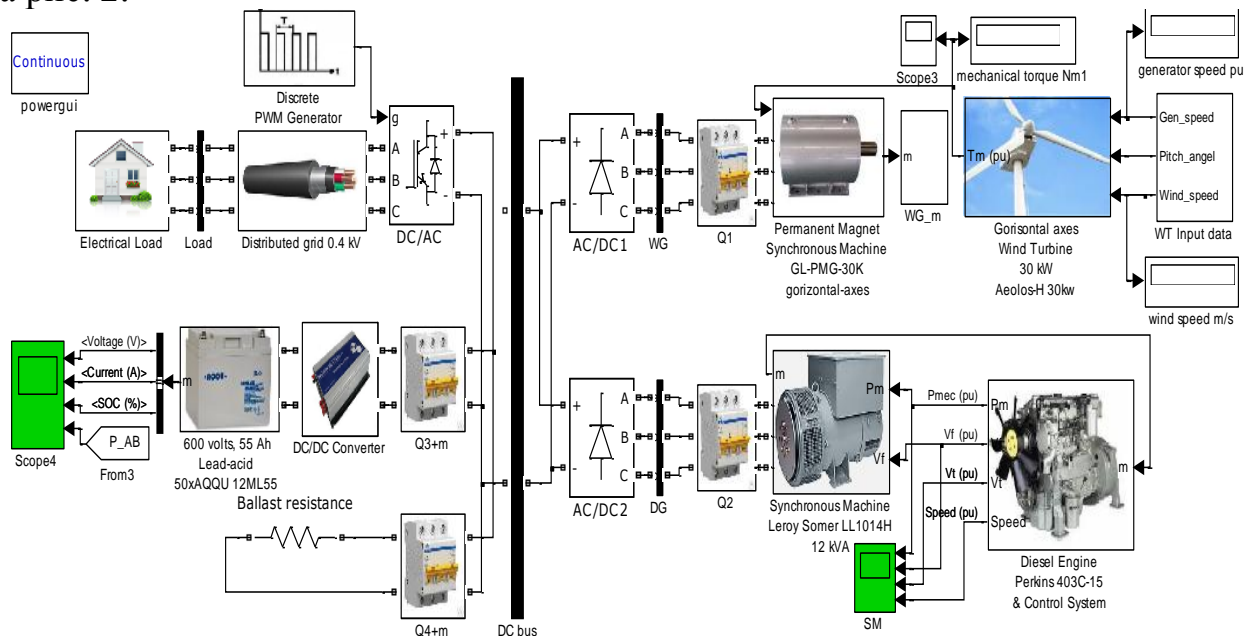 а рис. 2.
Continuous
powergui
T
t
Discrete
PWM Generator
Scope3
mechanical torque Nm1
generator speed pu
Electrical Load
Load
Distributed grid 0.4 kV
g
A
B
C
+
-
DC/AC
+
-
A
B
C
AC/DC1
WG
Q1
Permanent Magnet
Synchronous Machine
GL-PMG-30K
gorizontal-axes
m
WG_m
Tm (pu)
Gen_speed
Pitch_angel
Wind_speed
Gorisontal axes
Wind Turbine
30 kW
Aeolos-H 30kw
WT Input data
wind speed m/s
<Voltage (V)>
<Current (A)>
<SOC (%)>
P_AB
From3
Scope4
m
600 volts, 55 Ah
Lead-acid
50xAQQU 12ML55
DC/DC Converter
Q3+m
Ballast resistance
Q4+m
DC bus
+
-
A
B
C
AC/DC2
DG
Q2
m
Pm
Vf
Synchronous Machine
Leroy Somer LL1014H
12 kVA
Pmec (pu)
Vf (pu)
Vt (pu)
Speed (pu)
SM
Pm
Vt
Speed
m
Diesel Engine
Perkins 403C-15
& Control System